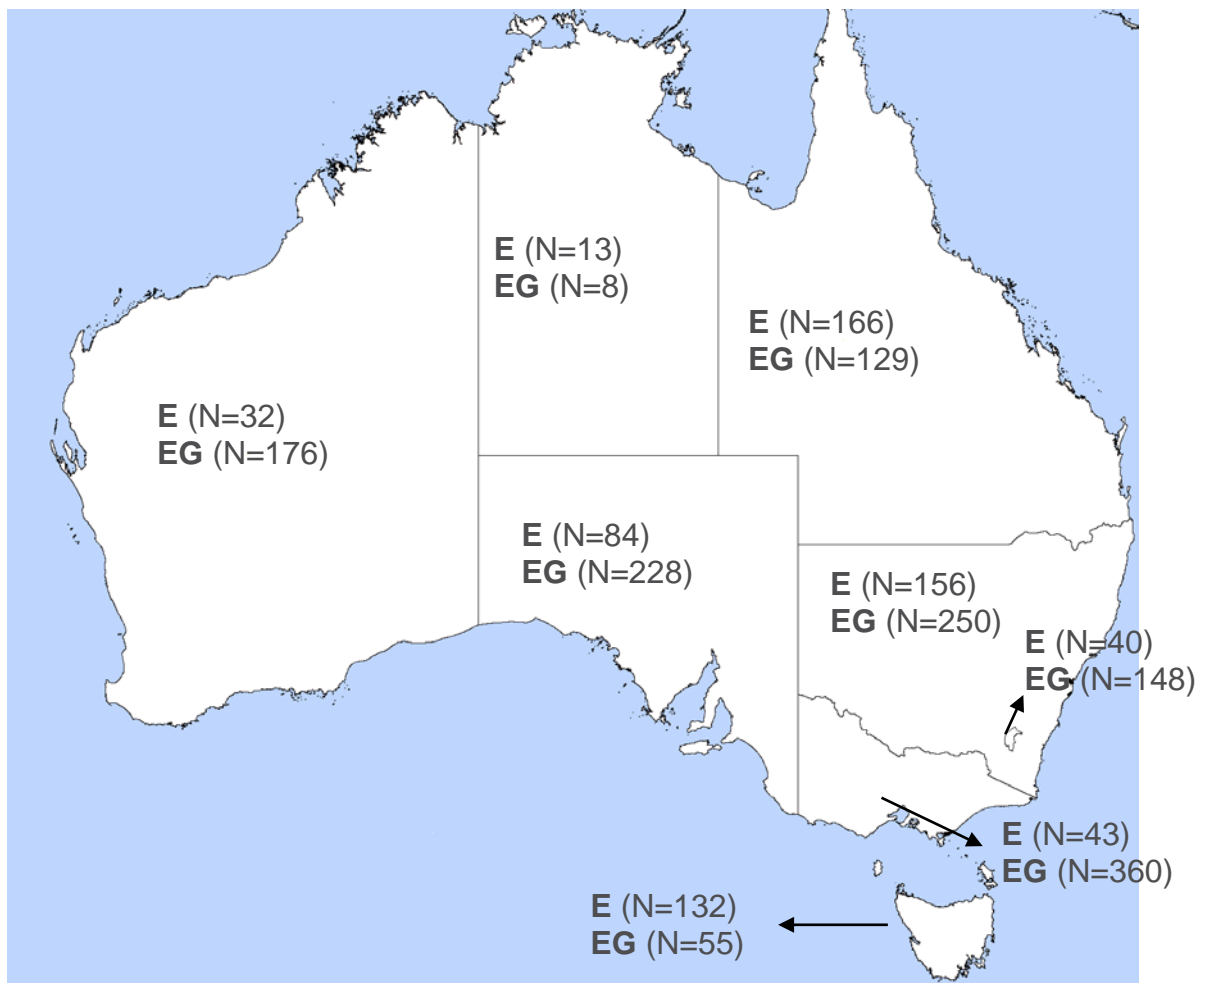 E (N=13)
EG (N=8)
E (N=166)
EG (N=129)
E (N=32)
EG (N=176)
E (N=84)
EG (N=228)
E (N=156)
EG (N=250)
E (N=40)
EG (N=148)
E (N=43)
EG (N=360)
E (N=132)
EG (N=55)